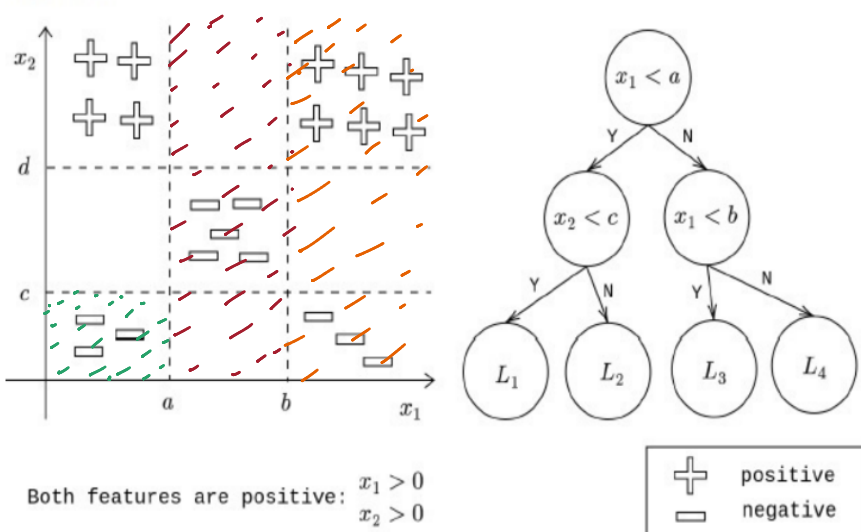 x₂
d
c
a
b
x₁
x₁ < a
Y
N
x₂ < c
x₁ < b
Y
N
Y
N
L₁
L₂
L₃
L₄
Both features are positive: x₁ > 0
x₂ > 0
positive
negative